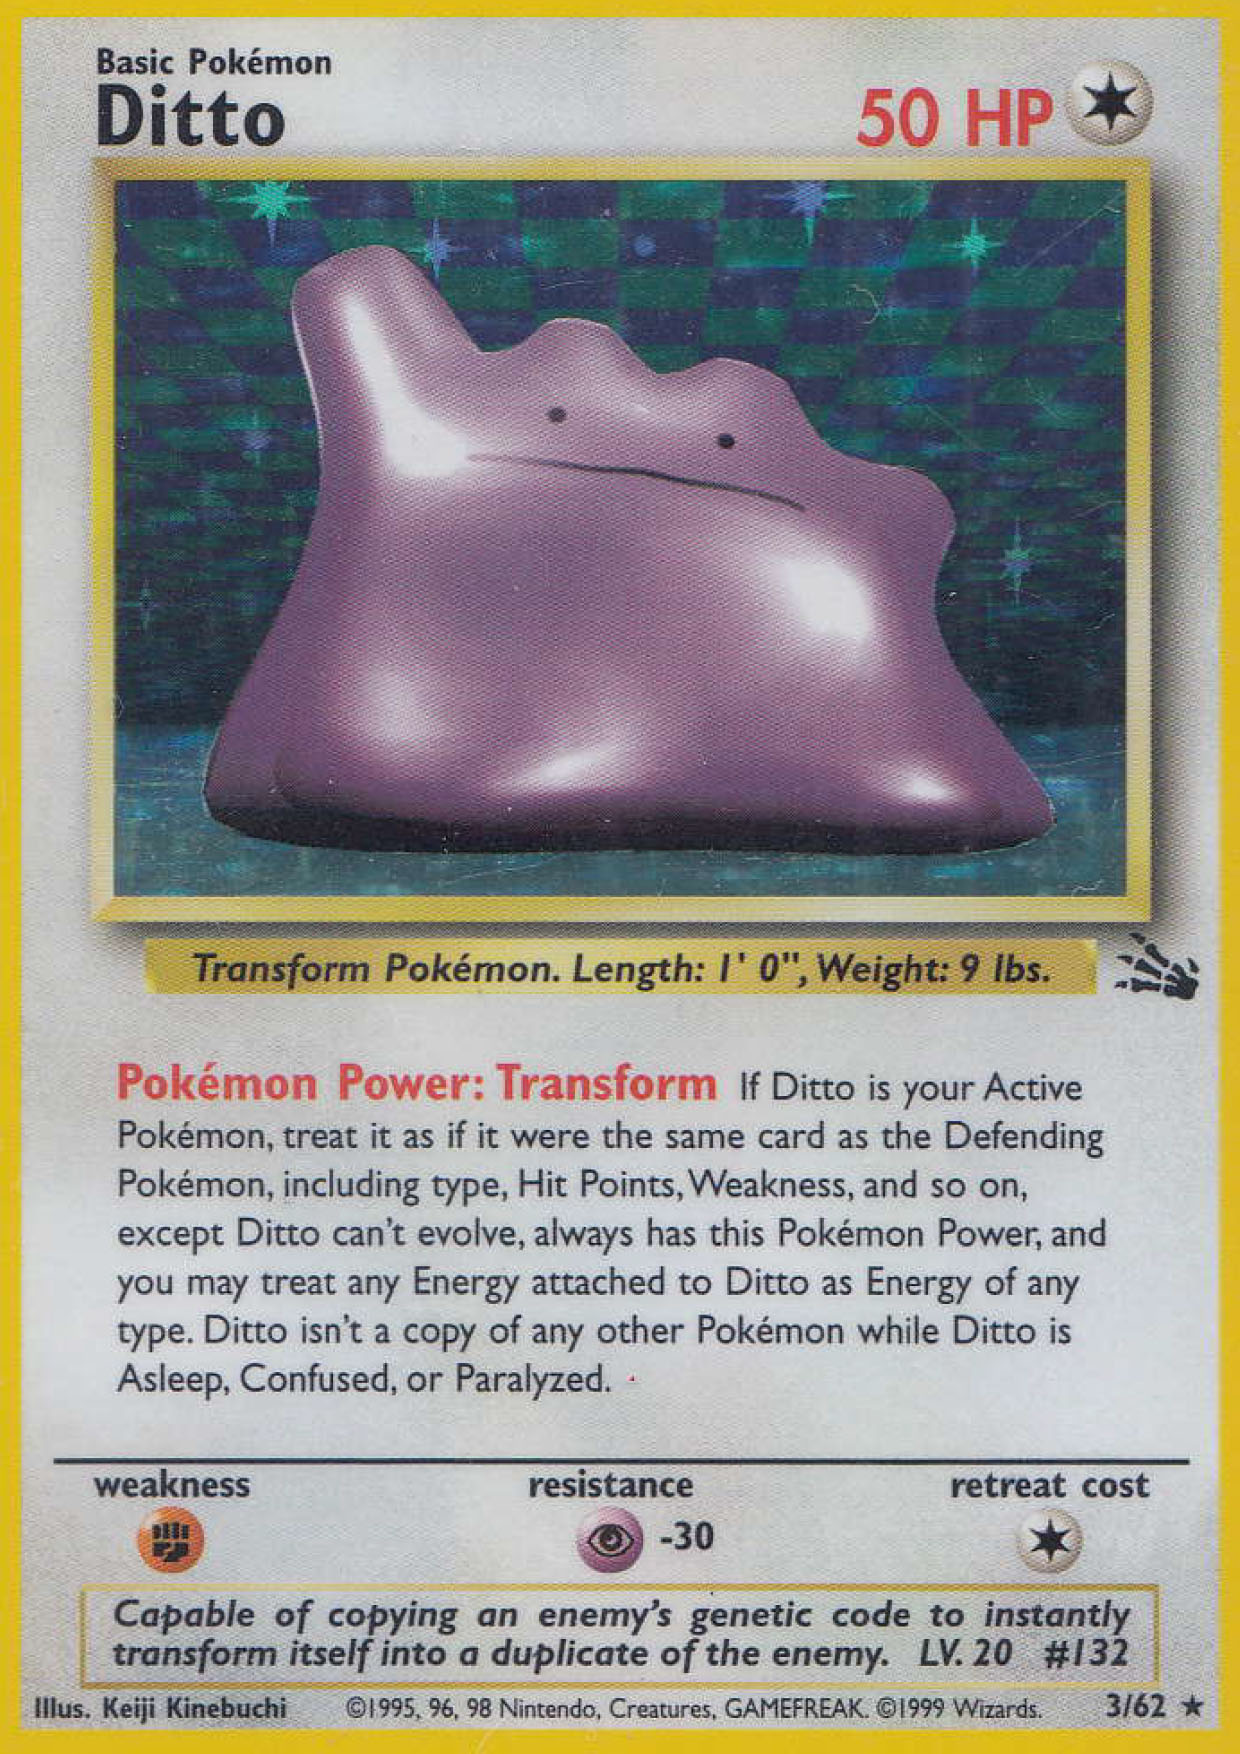 Basic Pokémon
Ditto
50 HP
Transform Pokémon. Length: 1' 0", Weight: 9 lbs.
Pokémon Power: Transform If Ditto is your Active
Pokémon, treat it as if it were the same card as the Defending
Pokémon, including type, Hit Points, Weakness, and so on,
except Ditto can't evolve, always has this Pokémon Power, and
you may treat any Energy attached to Ditto as Energy of any
type. Ditto isn't a copy of any other Pokémon while Ditto is
Asleep, Confused, or Paralyzed.
weakness resistance retreat cost
-30
Capable of copying an enemy's genetic code to instantly
transform itself into a duplicate of the enemy. LV. 20 #132
Illus. Keiji Kinebuchi ©1995, 96, 98 Nintendo, Creatures, GAMEFREAK. ©1999 Wizards. 3/62 ★